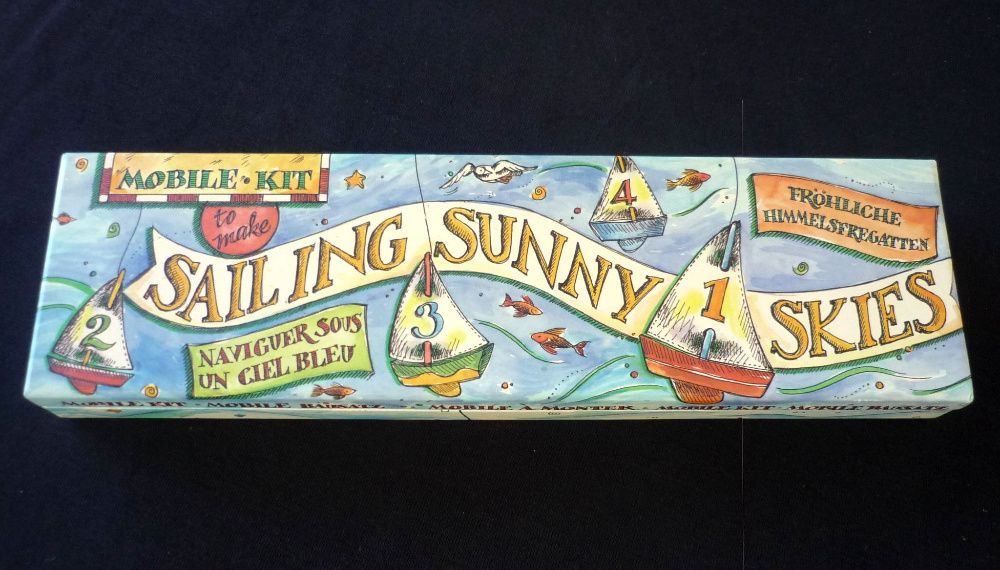 MOBILE • KIT
to
make
SAILING SUNNY SKIES
4
FRÖHLICHE
HIMMELSFREGATTEN
2
3
1
NAVIGUER SOUS
UN CIEL BLEU
MOBILE KIT • MOBILE BAUSATZ • MOBILE A MONTER • MOBILE KIT • MOBILE BAUSATZ